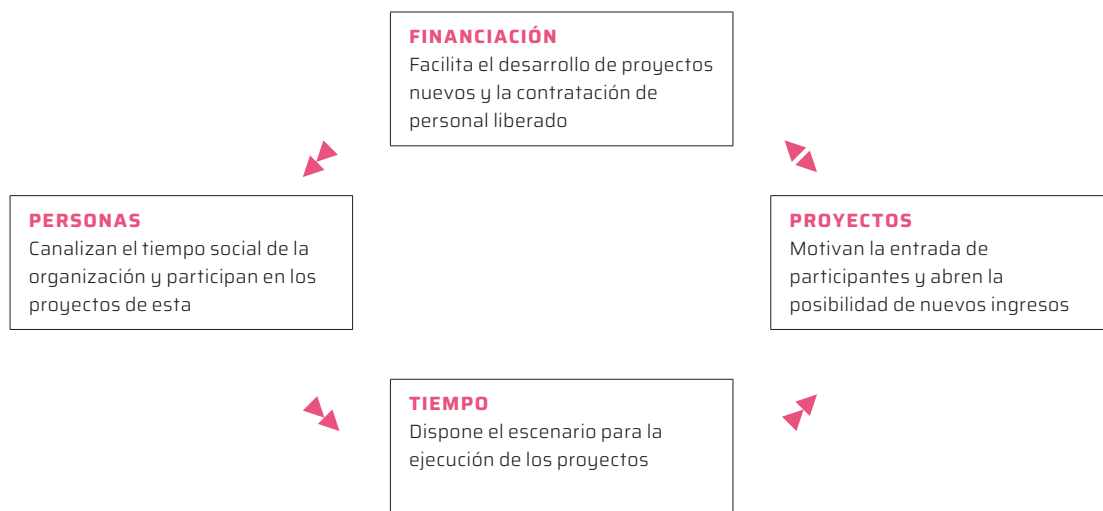 FINANCIACIÓN
Facilita el desarrollo de proyectos
nuevos y la contratación de
personal liberado
PERSONAS
Canalizan el tiempo social de la
organización y participan en los
proyectos de esta
PROYECTOS
Motivan la entrada de
participantes y abren la
posibilidad de nuevos ingresos
TIEMPO
Dispone el escenario para la
ejecución de los proyectos